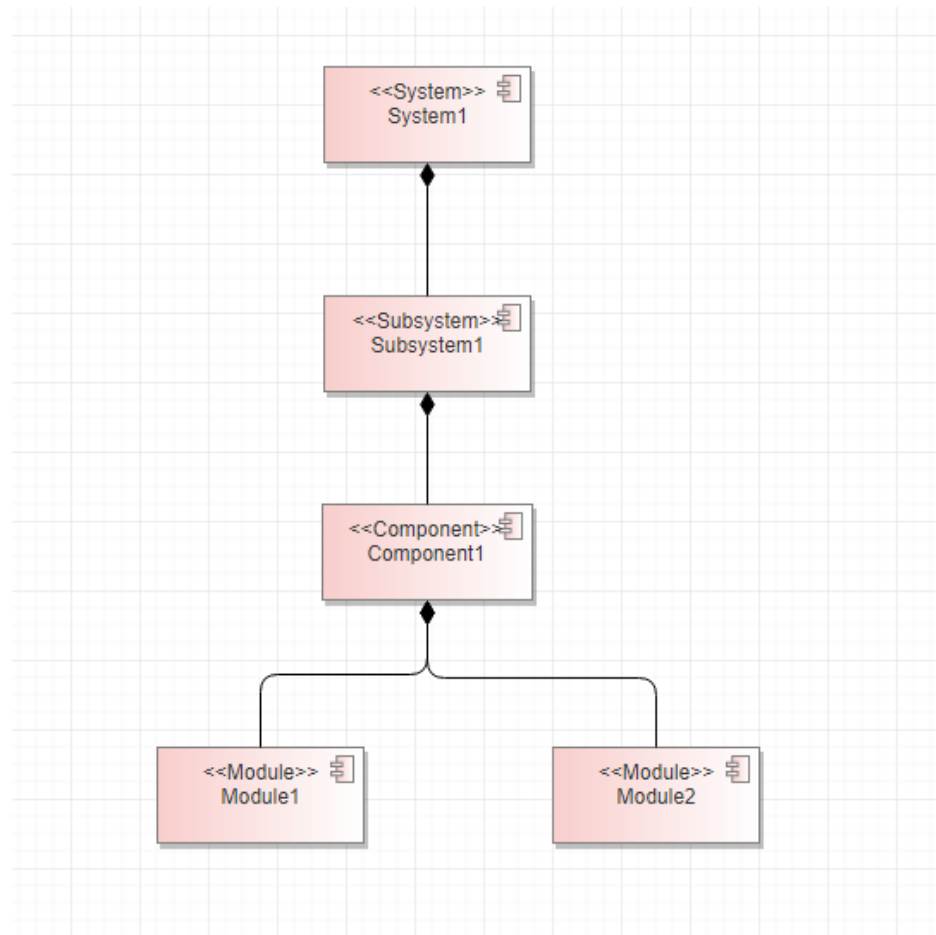 <<System>>
System1
<<Subsystem>>
Subsystem1
<<Component>>
Component1
<<Module>>
Module1
<<Module>>
Module2